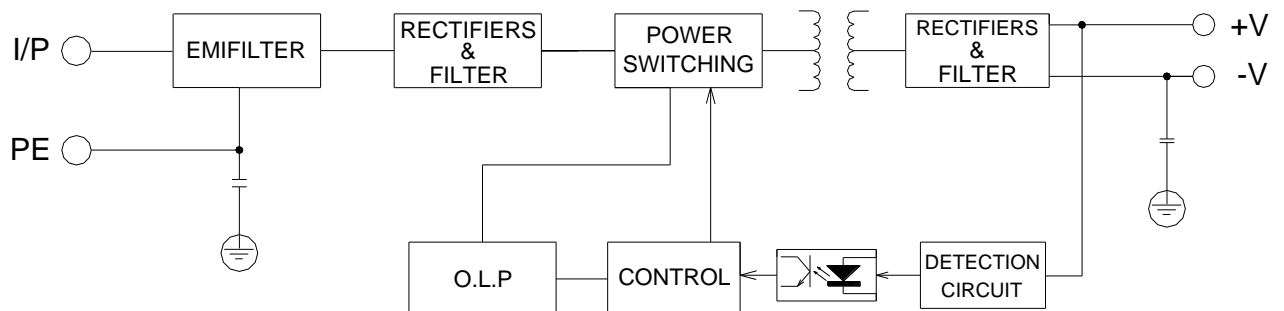 I/P
EMIFILTER
RECTIFIERS
&
FILTER
POWER
SWITCHING
RECTIFIERS
&
FILTER
+V
-V
PE
O.L.P
CONTROL
DETECTION
CIRCUIT